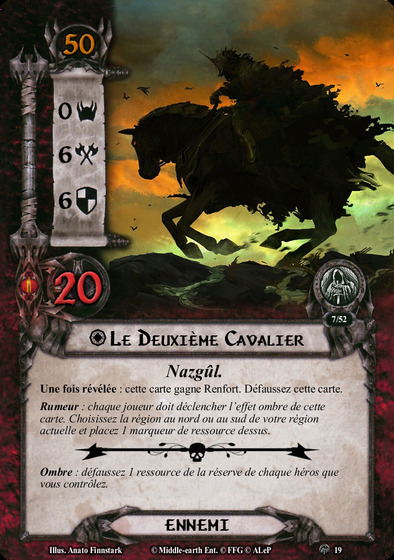 50
0
6
6
20
7/52
Le Deuxième Cavalier
Nazgûl.
Une fois révélée : cette carte gagne Renfort. Défaussez cette carte.
Rumeur : chaque joueur doit déclencher l'effet ombre de cette
carte. Choisissez la région au nord ou au sud de votre région
actuelle et placez 1 marqueur de ressource dessus.
Ombre : défaussez 1 ressource de la réserve de chaque héros que
vous contrôlez.
ENNEMI
Illus. Anato Finnstark © Middle-earth Ent. © FFG © ALeP 19